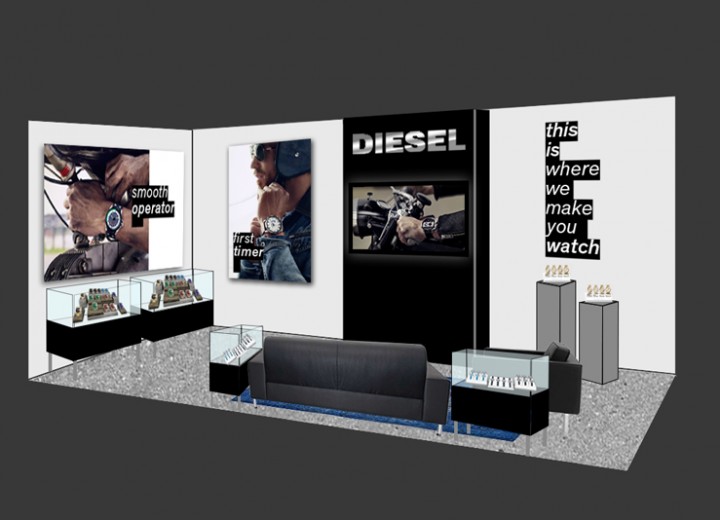 smooth
operator
first
timer
DIESEL
this
is
where
we
make
you
watch